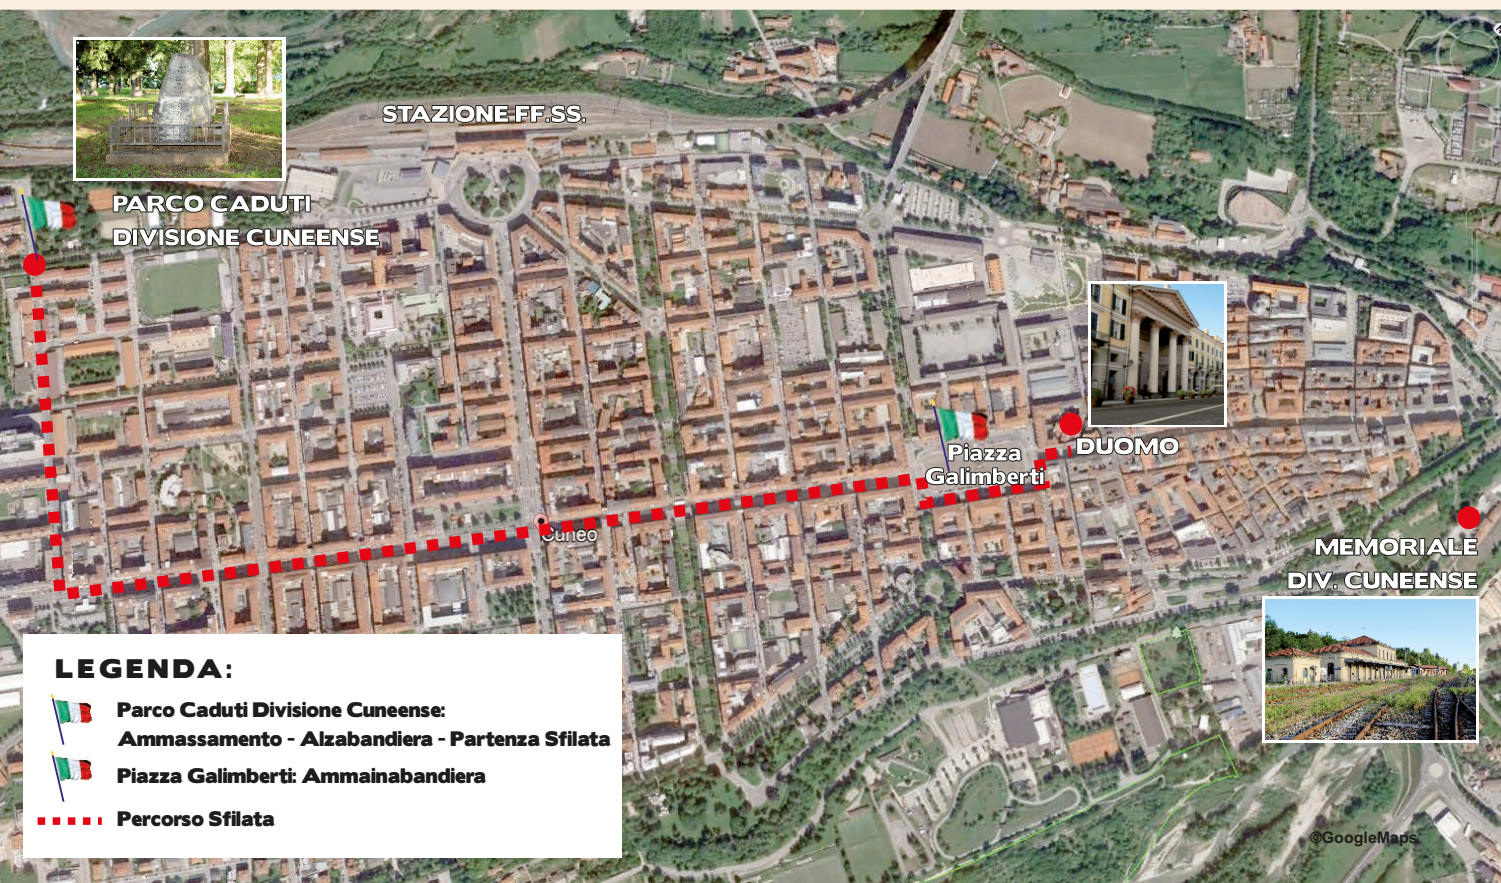 STAZIONE FF.SS.
PARCO CADUTI
DIVISIONE CUNEENSE
Piazza
Galimberti
DUOMO
Cuneo
MEMORIALE
DIV. CUNEENSE
LEGENDA:
Parco Caduti Divisione Cuneense:
Ammassamento - Alzabandiera - Partenza Sfilata
Piazza Galimberti: Ammainabandiera
Percorso Sfilata
©GoogleMaps